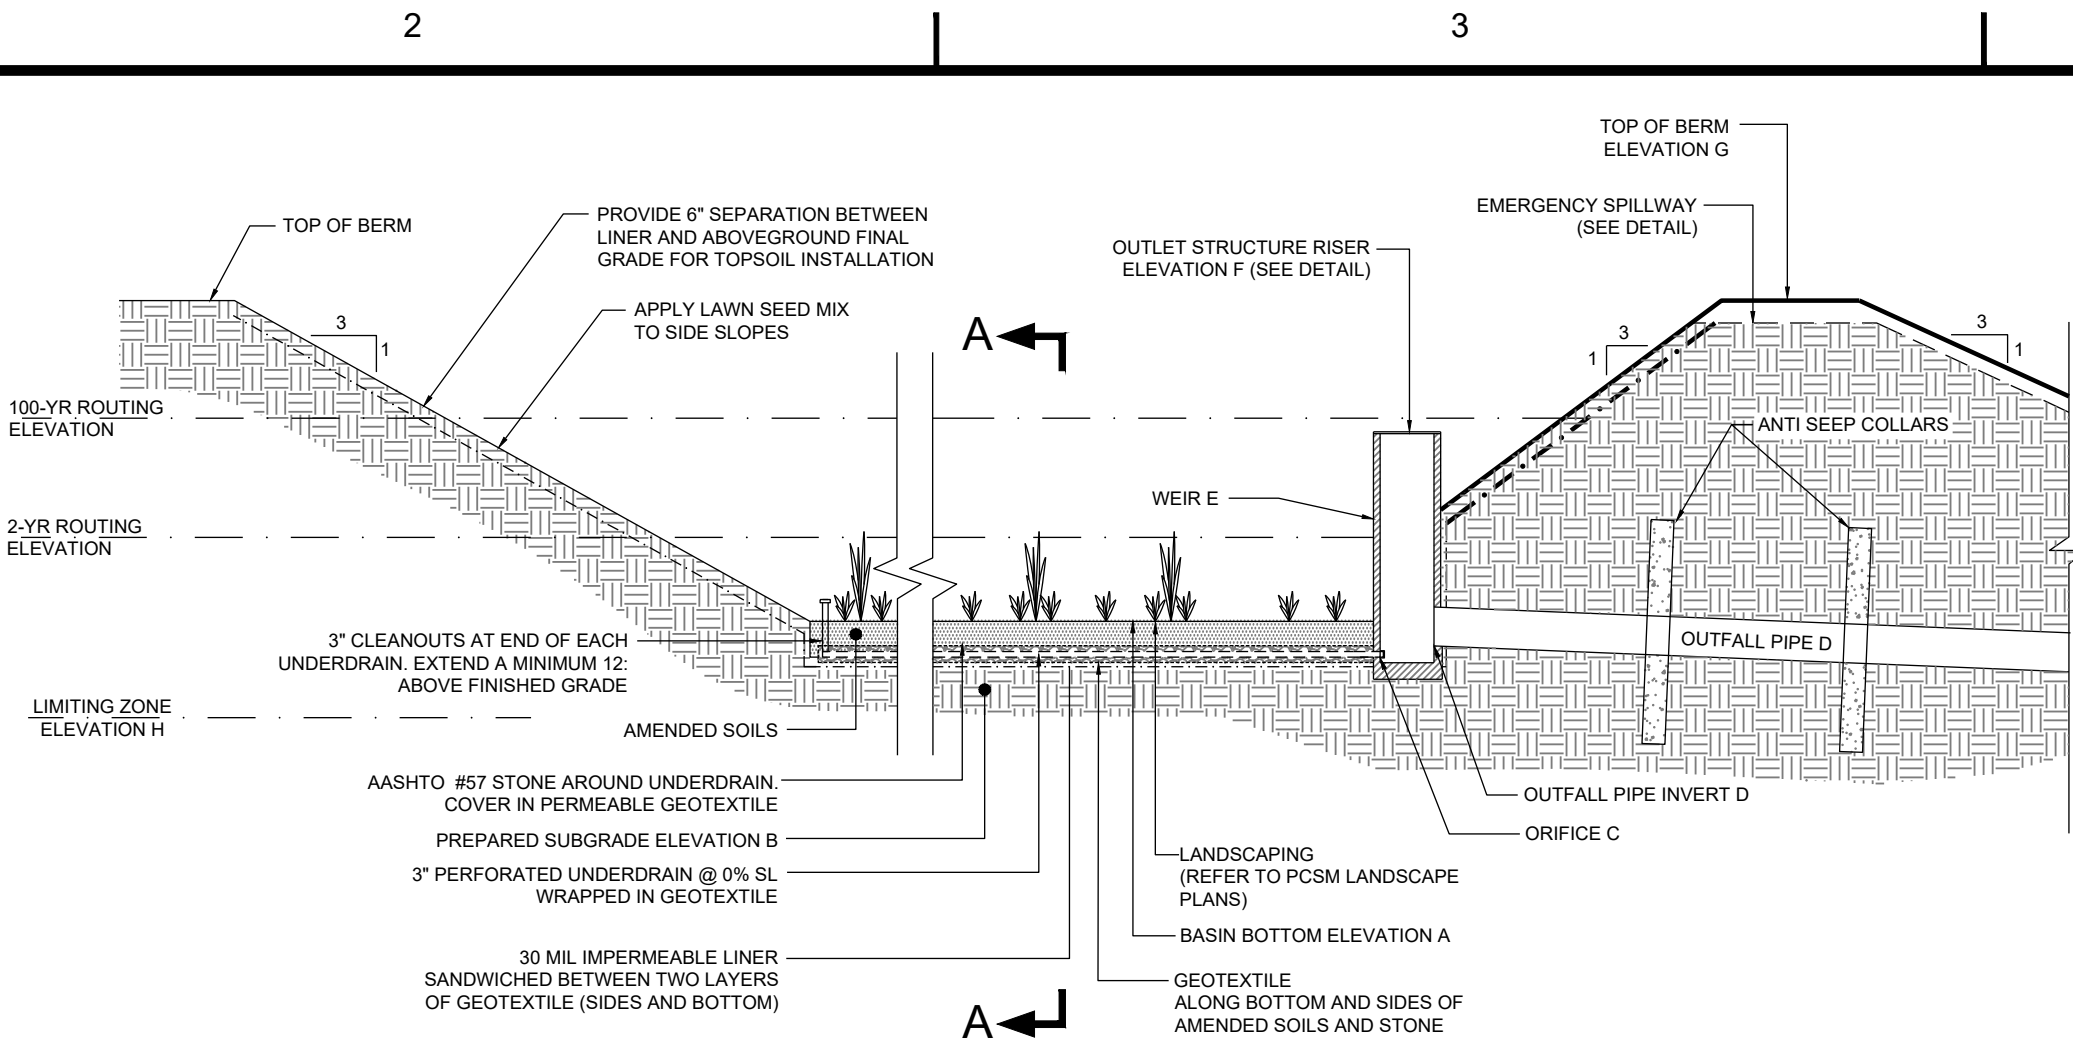 2
3
TOP OF BERM
ELEVATION G
EMERGENCY SPILLWAY
(SEE DETAIL)
PROVIDE 6" SEPARATION BETWEEN
LINER AND ABOVEGROUND FINAL
GRADE FOR TOPSOIL INSTALLATION
TOP OF BERM
OUTLET STRUCTURE RISER
ELEVATION F (SEE DETAIL)
APPLY LAWN SEED MIX
TO SIDE SLOPES
A
3
1
3
1
3
1
100-YR ROUTING
ELEVATION
ANTI SEEP COLLARS
WEIR E
2-YR ROUTING
ELEVATION
3" CLEANOUTS AT END OF EACH
UNDERDRAIN. EXTEND A MINIMUM 12:
ABOVE FINISHED GRADE
OUTFALL PIPE D
LIMITING ZONE
ELEVATION H
AMENDED SOILS
AASHTO #57 STONE AROUND UNDERDRAIN.
COVER IN PERMEABLE GEOTEXTILE
OUTFALL PIPE INVERT D
ORIFICE C
PREPARED SUBGRADE ELEVATION B
3" PERFORATED UNDERDRAIN @ 0% SL
WRAPPED IN GEOTEXTILE
LANDSCAPING
(REFER TO PCSM LANDSCAPE
PLANS)
BASIN BOTTOM ELEVATION A
30 MIL IMPERMEABLE LINER
SANDWICHED BETWEEN TWO LAYERS
OF GEOTEXTILE (SIDES AND BOTTOM)
GEOTEXTILE
ALONG BOTTOM AND SIDES OF
AMENDED SOILS AND STONE
A